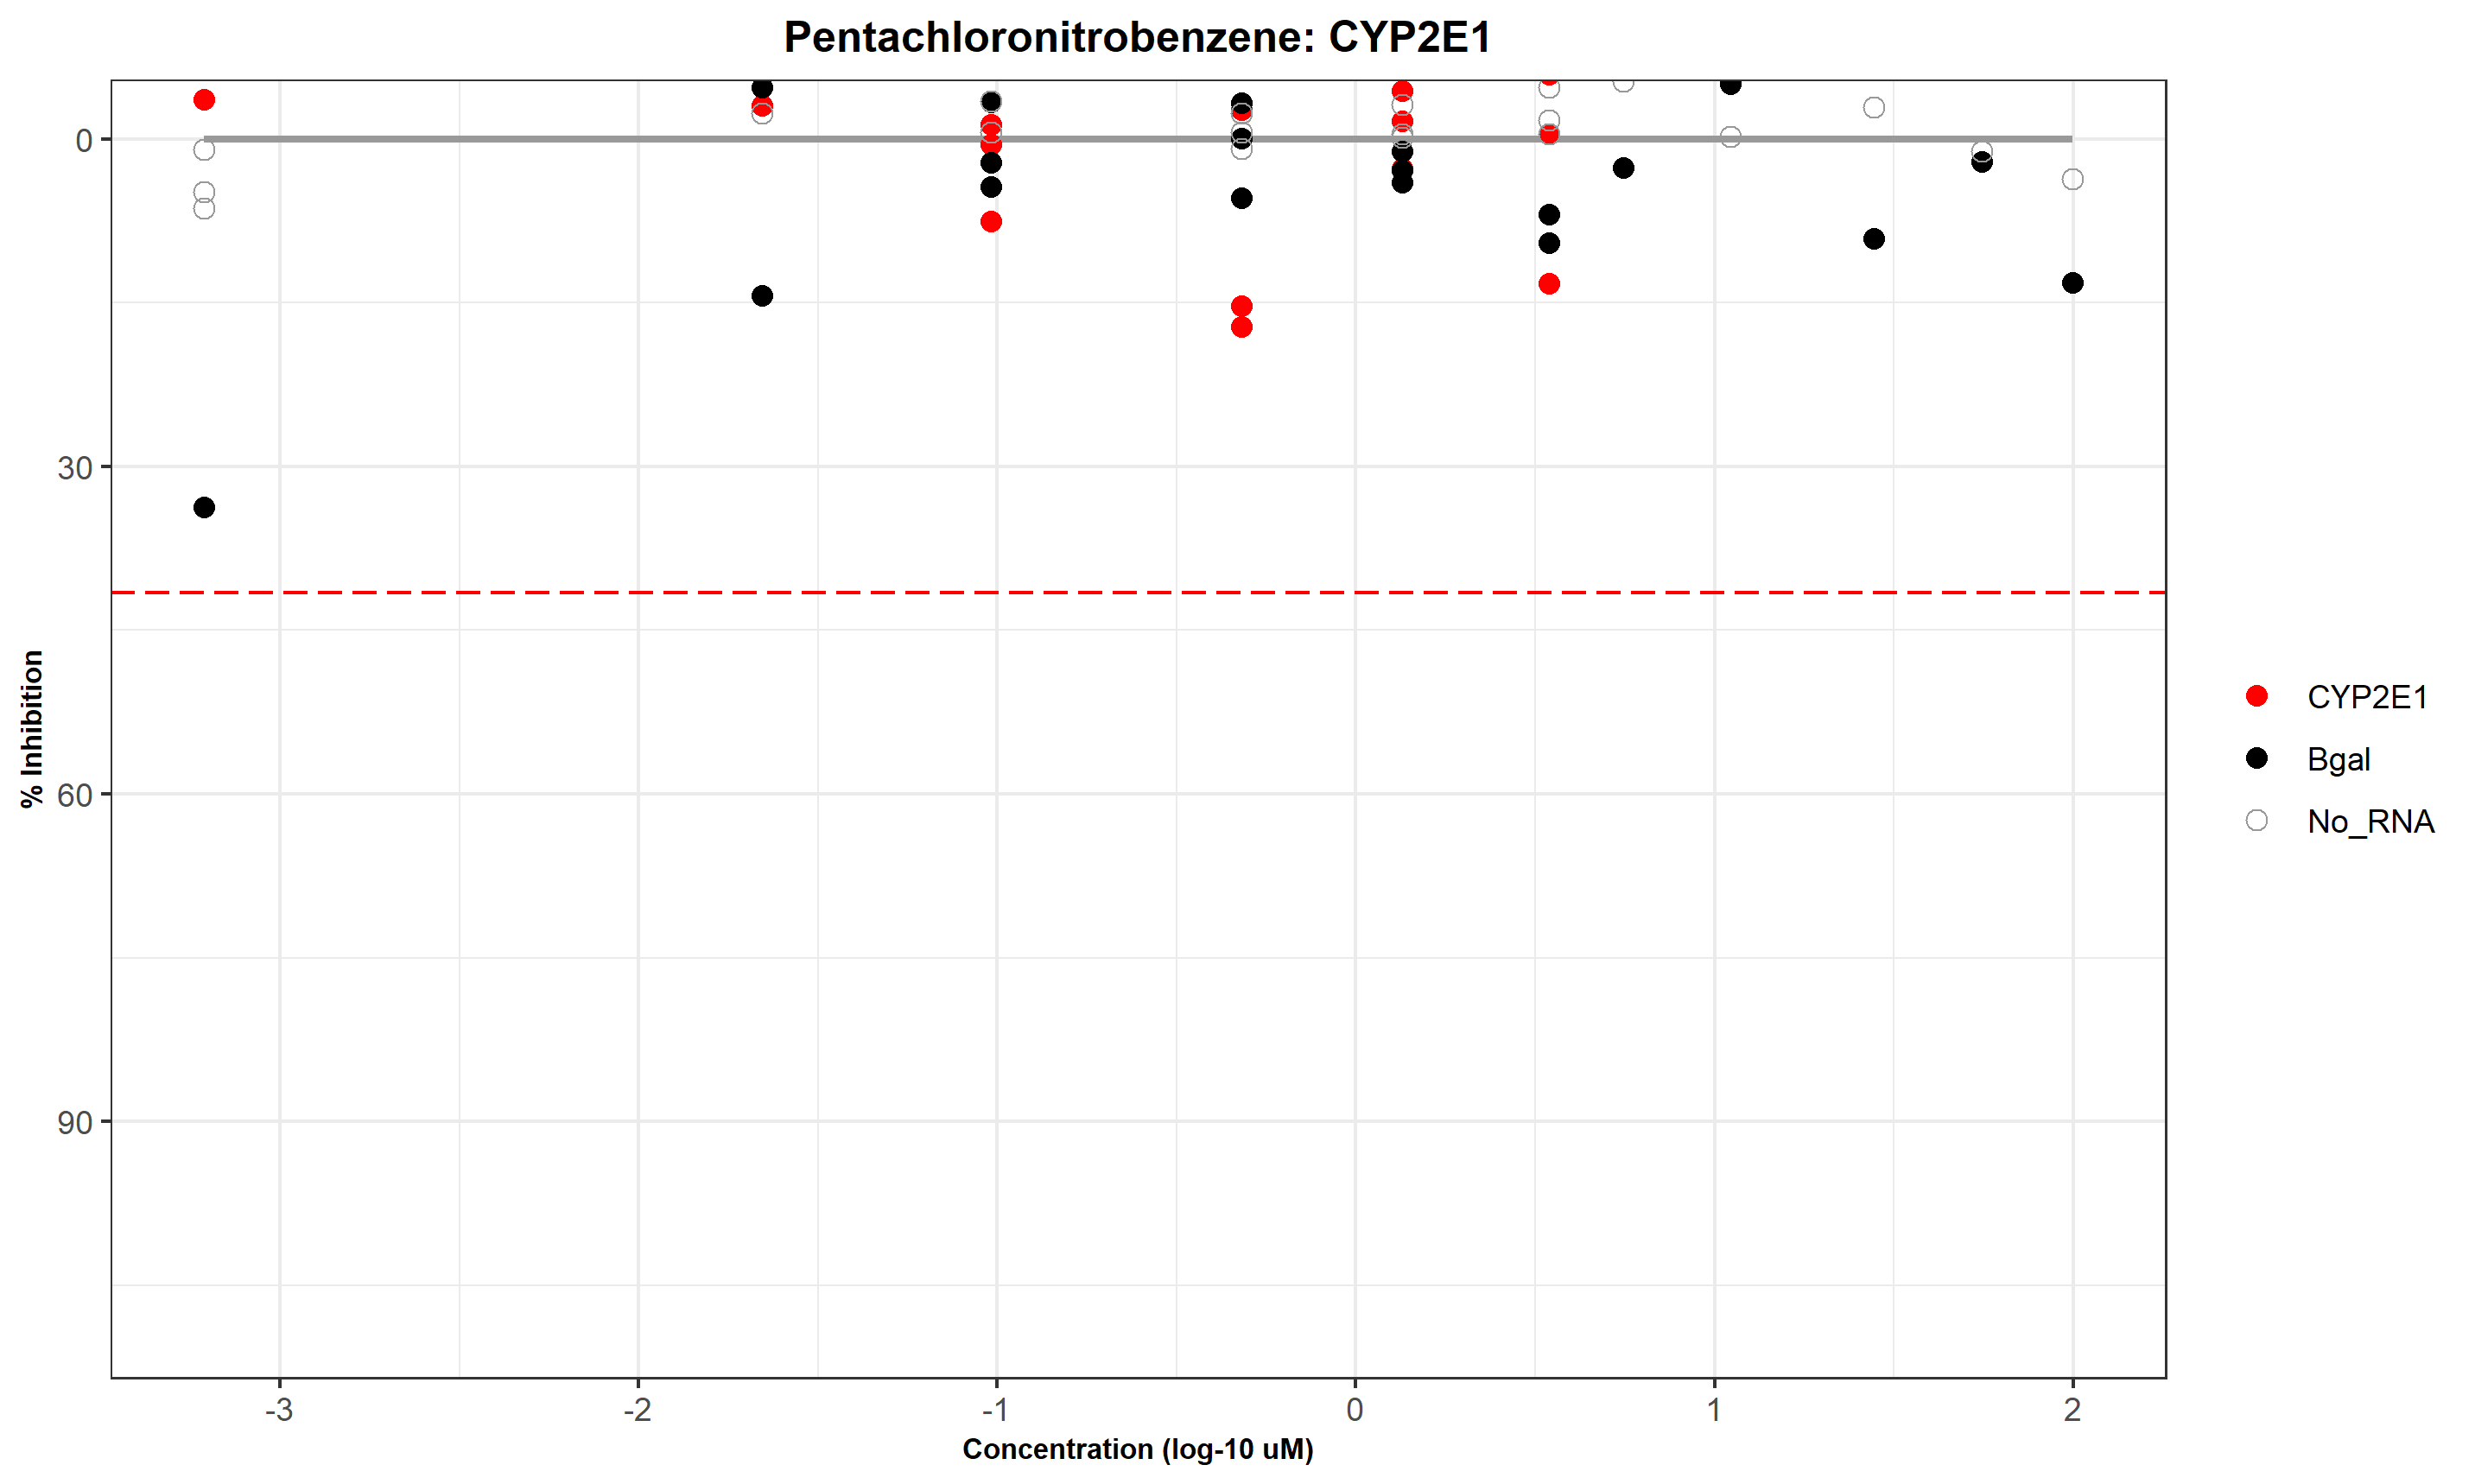 Pentachloronitrobenzene: CYP2E1
% Inhibition
0
30
60
90
-3
-2
-1
0
1
2
Concentration (log-10 uM)
CYP2E1
Bgal
No_RNA